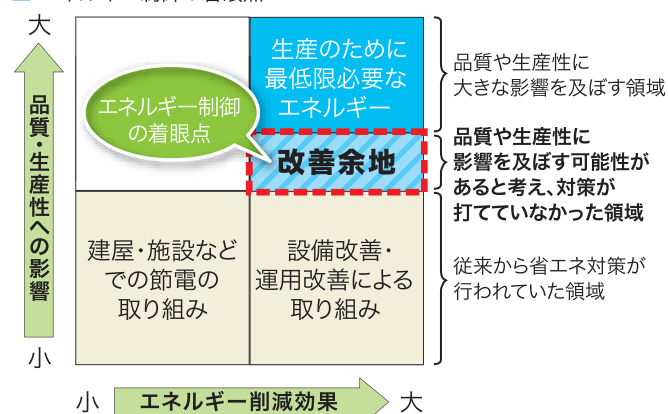 大
品質・生産性への影響
小
生産のために
最低限必要な
エネルギー
エネルギー制御
の着眼点
改善余地
建屋・施設など
での節電の
取り組み
設備改善・
運用改善による
取り組み
品質や生産性に
大きな影響を及ぼす領域
品質や生産性に
影響を及ぼす可能性が
あると考え、対策が
打てていなかった領域
従来から省エネ対策が
行われていた領域
小
エネルギー削減効果
大